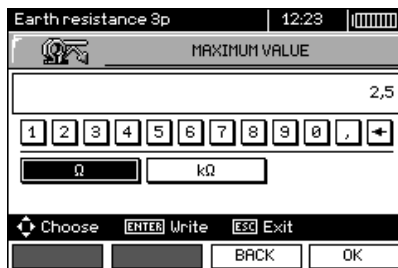 Earth resistance 3p 12:23
MAXIMUM VALUE
2,5
1 2 3 4 5 6 7 8 9 0 , ←
Ω kΩ
Choose ENTER Write ESC Exit
BACK OK